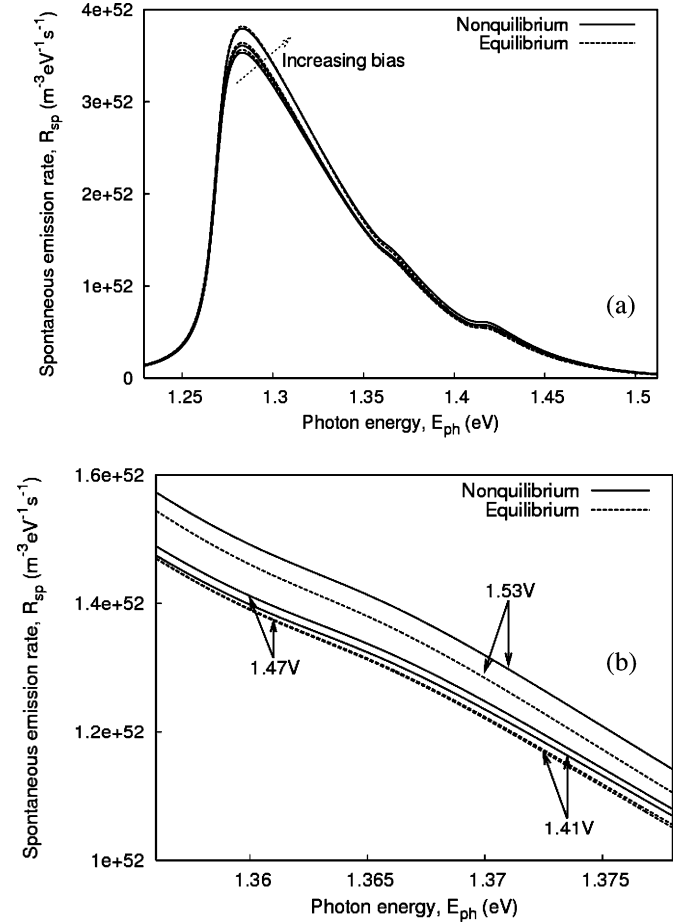 4e+52
3e+52
2e+52
1e+52
0
Spontaneous emission rate, R_sp (m⁻³eV⁻¹s⁻¹)
Nonquilibrium
Equilibrium
Increasing bias
(a)
1.25 1.3 1.35 1.4 1.45 1.5
Photon energy, E_ph (eV)
1.6e+52
1.4e+52
1.2e+52
1e+52
Spontaneous emission rate, R_sp (m⁻³eV⁻¹s⁻¹)
Nonquilibrium
Equilibrium
1.53V
1.47V
(b)
1.41V
1.36 1.365 1.37 1.375
Photon energy, E_ph (eV)